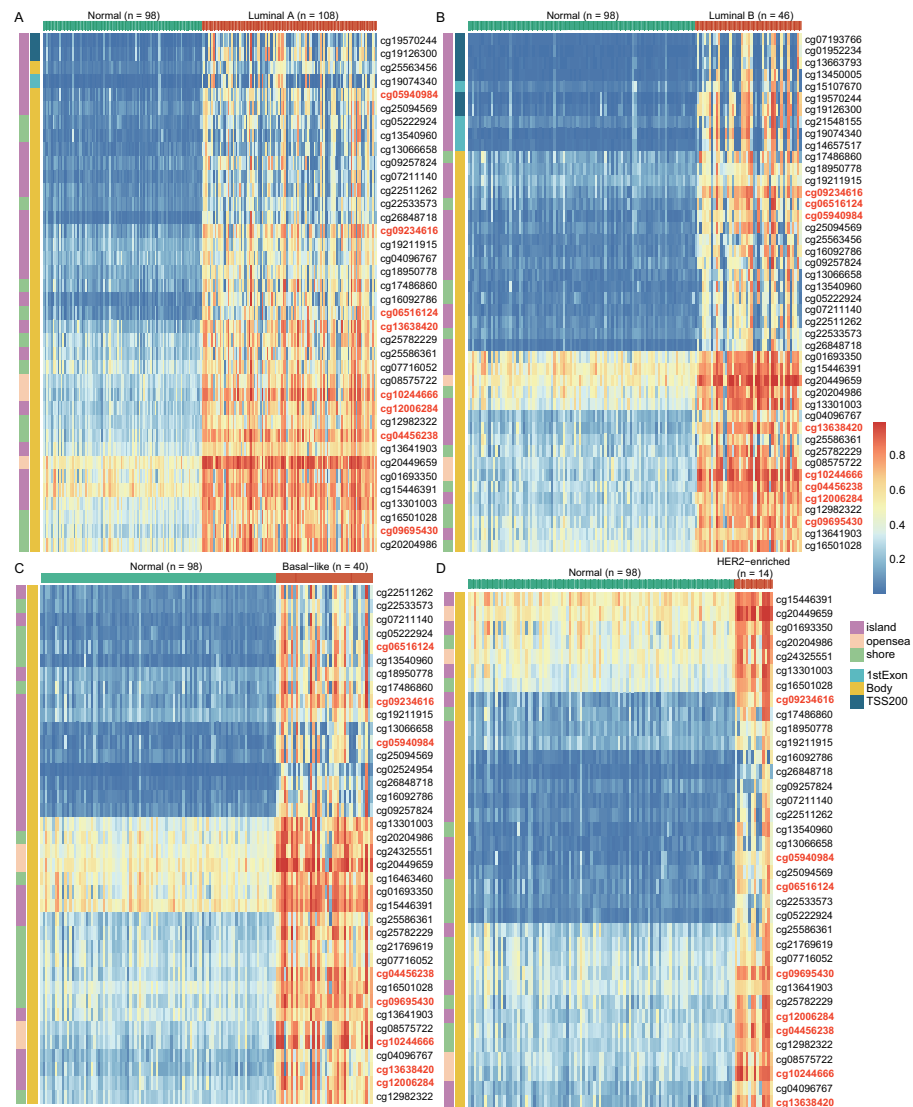 A
Normal (n = 98)
Luminal A (n = 108)
cg19570244
cg19126300
cg25563456
cg19074340
cg05940984
cg25094569
cg05222924
cg13540960
cg13066658
cg09257824
cg07211140
cg22511262
cg22533573
cg26848718
cg09234616
cg19211915
cg04096767
cg18950778
cg17486860
cg16092786
cg06516124
cg13638420
cg25782229
cg25586361
cg07716052
cg08575722
cg10244666
cg12006284
cg12982322
cg04456238
cg13641903
cg20449659
cg01693350
cg15446391
cg13301003
cg16501028
cg09695430
cg20204986
B
Normal (n = 98)
Luminal B (n = 46)
cg07193766
cg01952234
cg13663793
cg13450005
cg15107670
cg19570244
cg19126300
cg21548155
cg19074340
cg14657517
cg17486860
cg18950778
cg19211915
cg09234616
cg06516124
cg05940984
cg25094569
cg25563456
cg16092786
cg09257824
cg13066658
cg13540960
cg05222924
cg07211140
cg22511262
cg22533573
cg26848718
cg01693350
cg15446391
cg20449659
cg20204986
cg13301003
cg04096767
cg13638420
cg25586361
cg25782229
cg08575722
cg10244666
cg04456238
cg12006284
cg12982322
cg09695430
cg13641903
cg16501028
0.8
0.6
0.4
0.2
island
opensea
shore
1stExon
Body
TSS200
C
Normal (n = 98)
Basal−like (n = 40)
cg22511262
cg22533573
cg07211140
cg05222924
cg06516124
cg13540960
cg18950778
cg17486860
cg09234616
cg19211915
cg13066658
cg05940984
cg25094569
cg02524954
cg26848718
cg16092786
cg09257824
cg13301003
cg20204986
cg24325551
cg20449659
cg16463460
cg01693350
cg15446391
cg25586361
cg25782229
cg21769619
cg07716052
cg04456238
cg16501028
cg09695430
cg13641903
cg08575722
cg10244666
cg04096767
cg13638420
cg12006284
cg12982322
D
Normal (n = 98)
HER2−enriched
(n = 14)
cg15446391
cg20449659
cg01693350
cg20204986
cg24325551
cg13301003
cg16501028
cg09234616
cg17486860
cg18950778
cg19211915
cg16092786
cg26848718
cg09257824
cg07211140
cg22511262
cg13540960
cg13066658
cg05940984
cg25094569
cg06516124
cg22533573
cg05222924
cg25586361
cg21769619
cg07716052
cg09695430
cg13641903
cg25782229
cg12006284
cg04456238
cg12982322
cg08575722
cg10244666
cg04096767
cg13638420